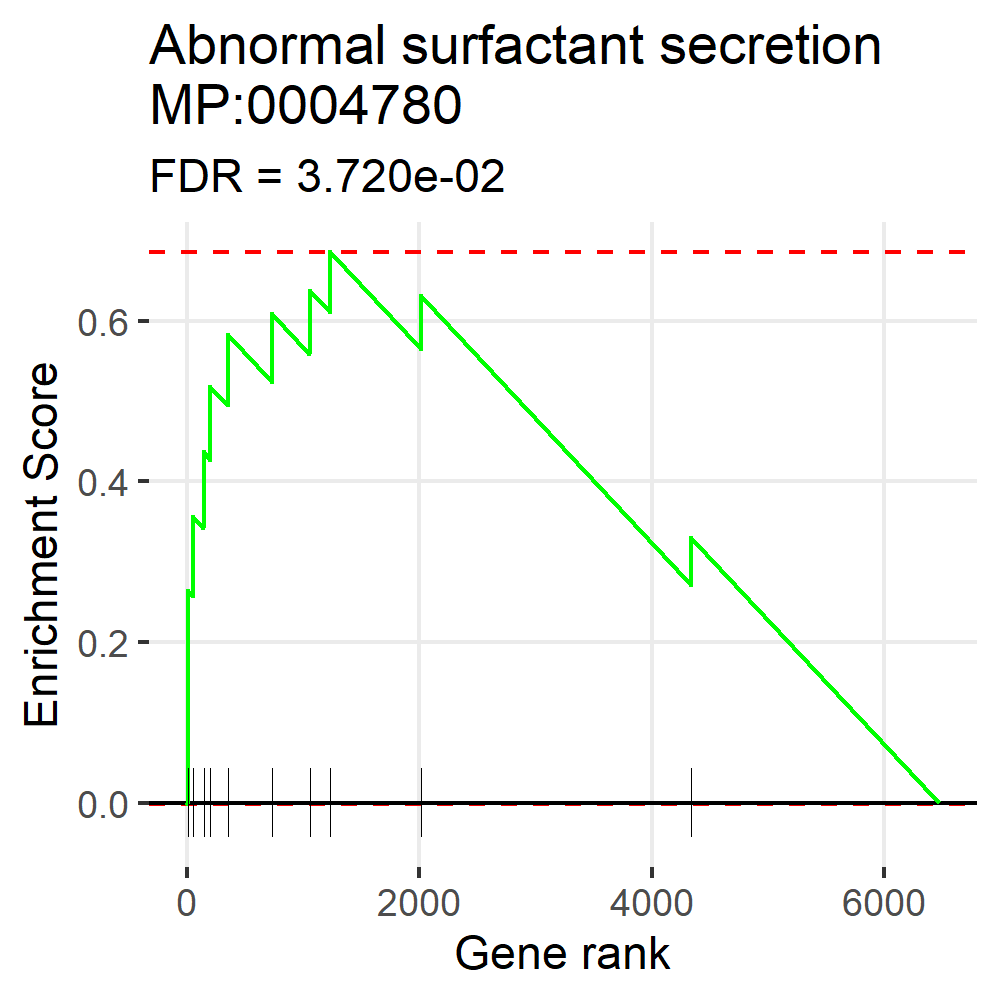 Abnormal surfactant secretion
MP:0004780
FDR = 3.720e-02
Enrichment Score
0.6
0.4
0.2
0.0
0
2000
4000
6000
Gene rank